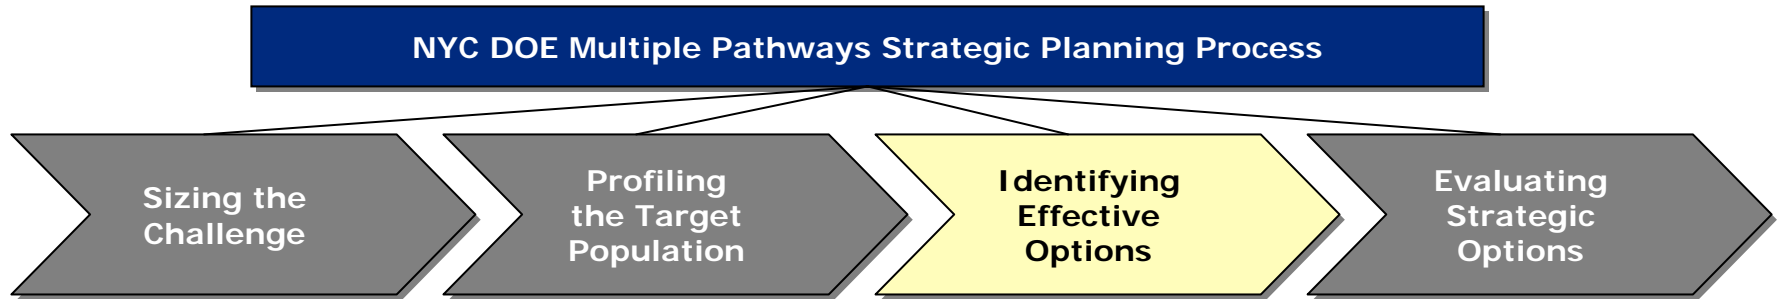 NYC DOE Multiple Pathways Strategic Planning Process
Sizing the
Challenge
Profiling
the Target
Population
Identifying
Effective
Options
Evaluating
Strategic
Options